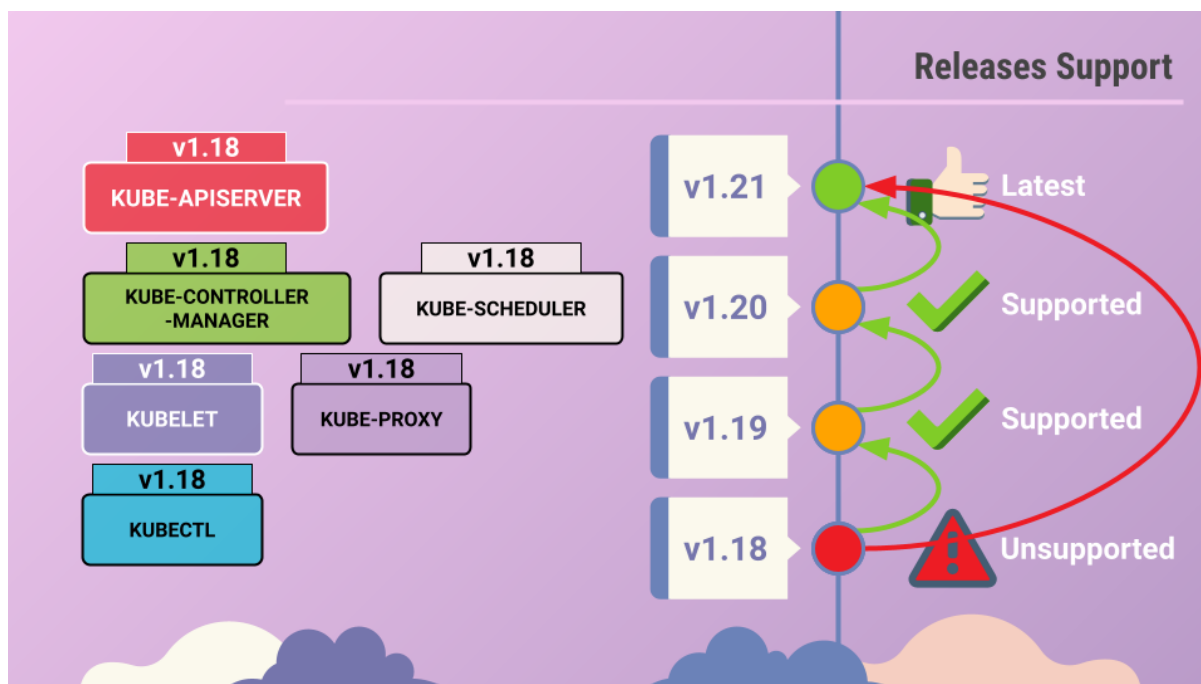 Releases Support
v1.18
KUBE-APISERVER
v1.18
KUBE-CONTROLLER
-MANAGER
v1.18
KUBE-SCHEDULER
v1.18
KUBELET
v1.18
KUBE-PROXY
v1.18
KUBECTL
v1.21
Latest
v1.20
Supported
v1.19
Supported
v1.18
Unsupported